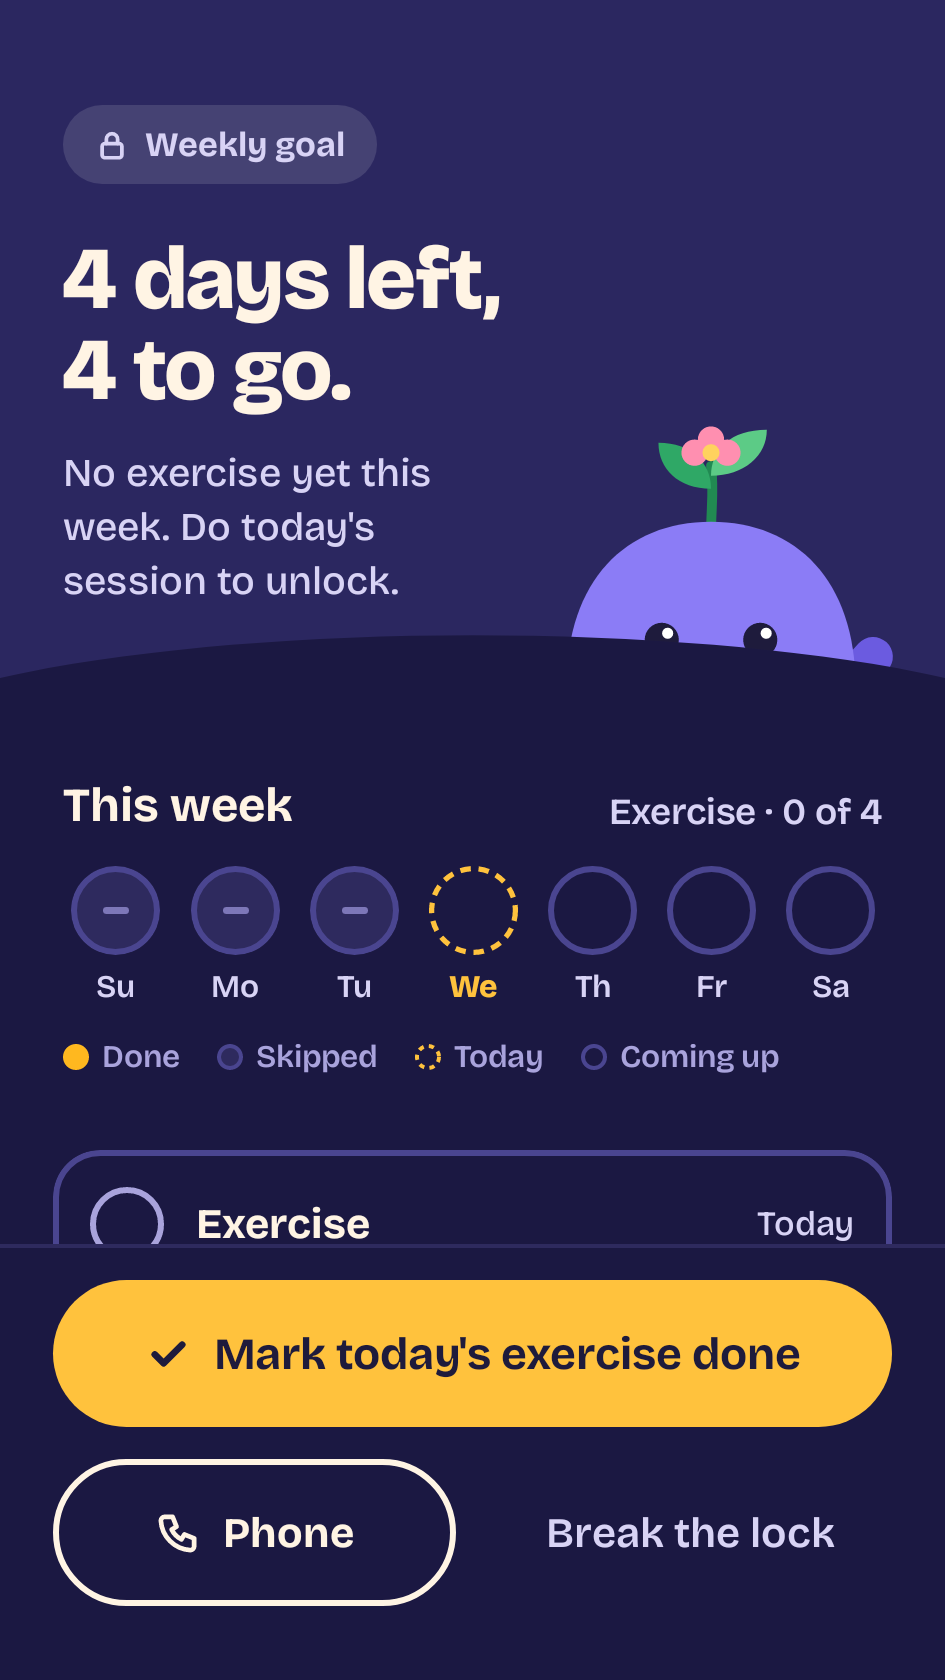 Weekly goal
4 days left,
4 to go.
No exercise yet this
week. Do today's
session to unlock.
This week
Exercise · 0 of 4
Su Mo Tu We Th Fr Sa
Done Skipped Today Coming up
Exercise Today
Mark today's exercise done
Phone Break the lock